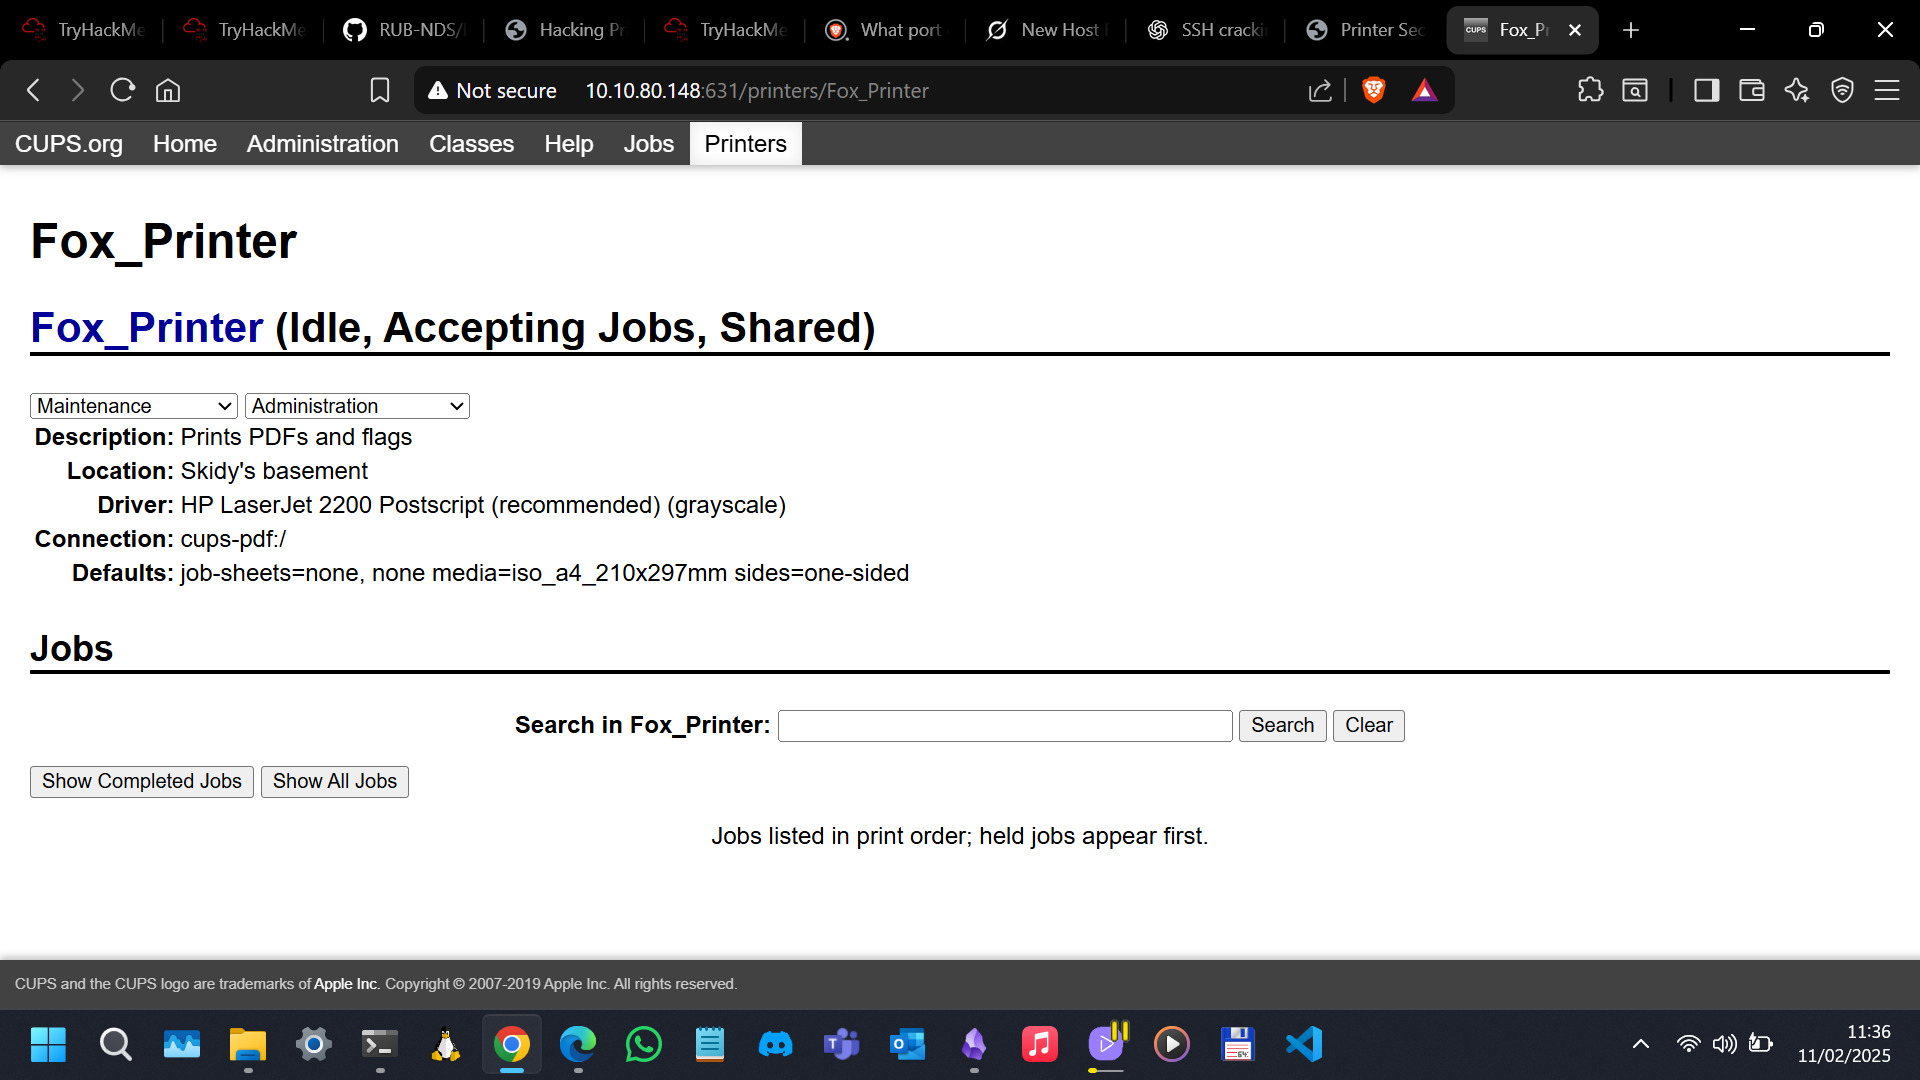 TryHackMe TryHackMe RUB-NDS/ Hacking Pr TryHackMe What port New Host SSH cracki Printer Sec CUPS Fox_Pr
Not secure 10.10.80.148:631/printers/Fox_Printer
CUPS.org Home Administration Classes Help Jobs Printers
Fox_Printer
Fox_Printer (Idle, Accepting Jobs, Shared)
Maintenance Administration
Description: Prints PDFs and flags
Location: Skidy's basement
Driver: HP LaserJet 2200 Postscript (recommended) (grayscale)
Connection: cups-pdf:/
Defaults: job-sheets=none, none media=iso_a4_210x297mm sides=one-sided
Jobs
Search in Fox_Printer: Search Clear
Show Completed Jobs Show All Jobs
Jobs listed in print order; held jobs appear first.
CUPS and the CUPS logo are trademarks of Apple Inc. Copyright © 2007-2019 Apple Inc. All rights reserved.
11:36
11/02/2025